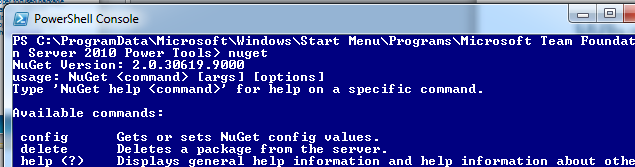 PowerShell Console
PS C:\ProgramData\Microsoft\Windows\Start Menu\Programs\Microsoft Team Foundat
n Server 2010 Power Tools> nuget
NuGet Version: 2.0.30619.9000
usage: NuGet <command> [args] [options]
Type 'NuGet help <command>' for help on a specific command.
Available commands:
config Gets or sets NuGet config values.
delete Deletes a package from the server.
help (?) Displays general help information and help information about othe